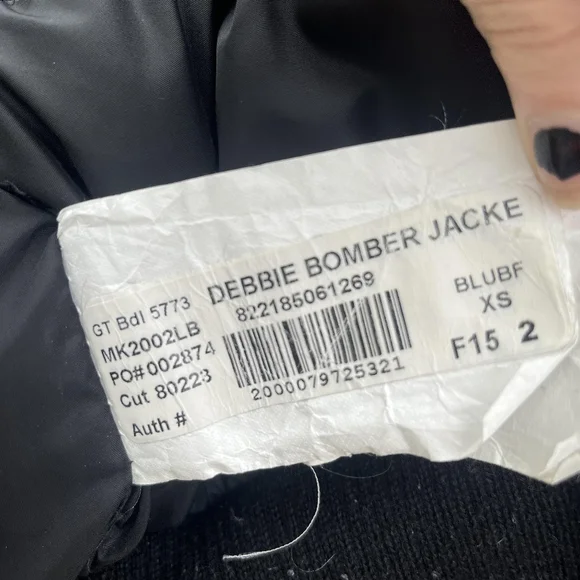 DEBBIE BOMBER JACKE
GT Bdl 5773
MK2002LB
PO# 002874
Cut 80223
Auth #
822185061269
2000079725321
BLUBF
XS
F15 2